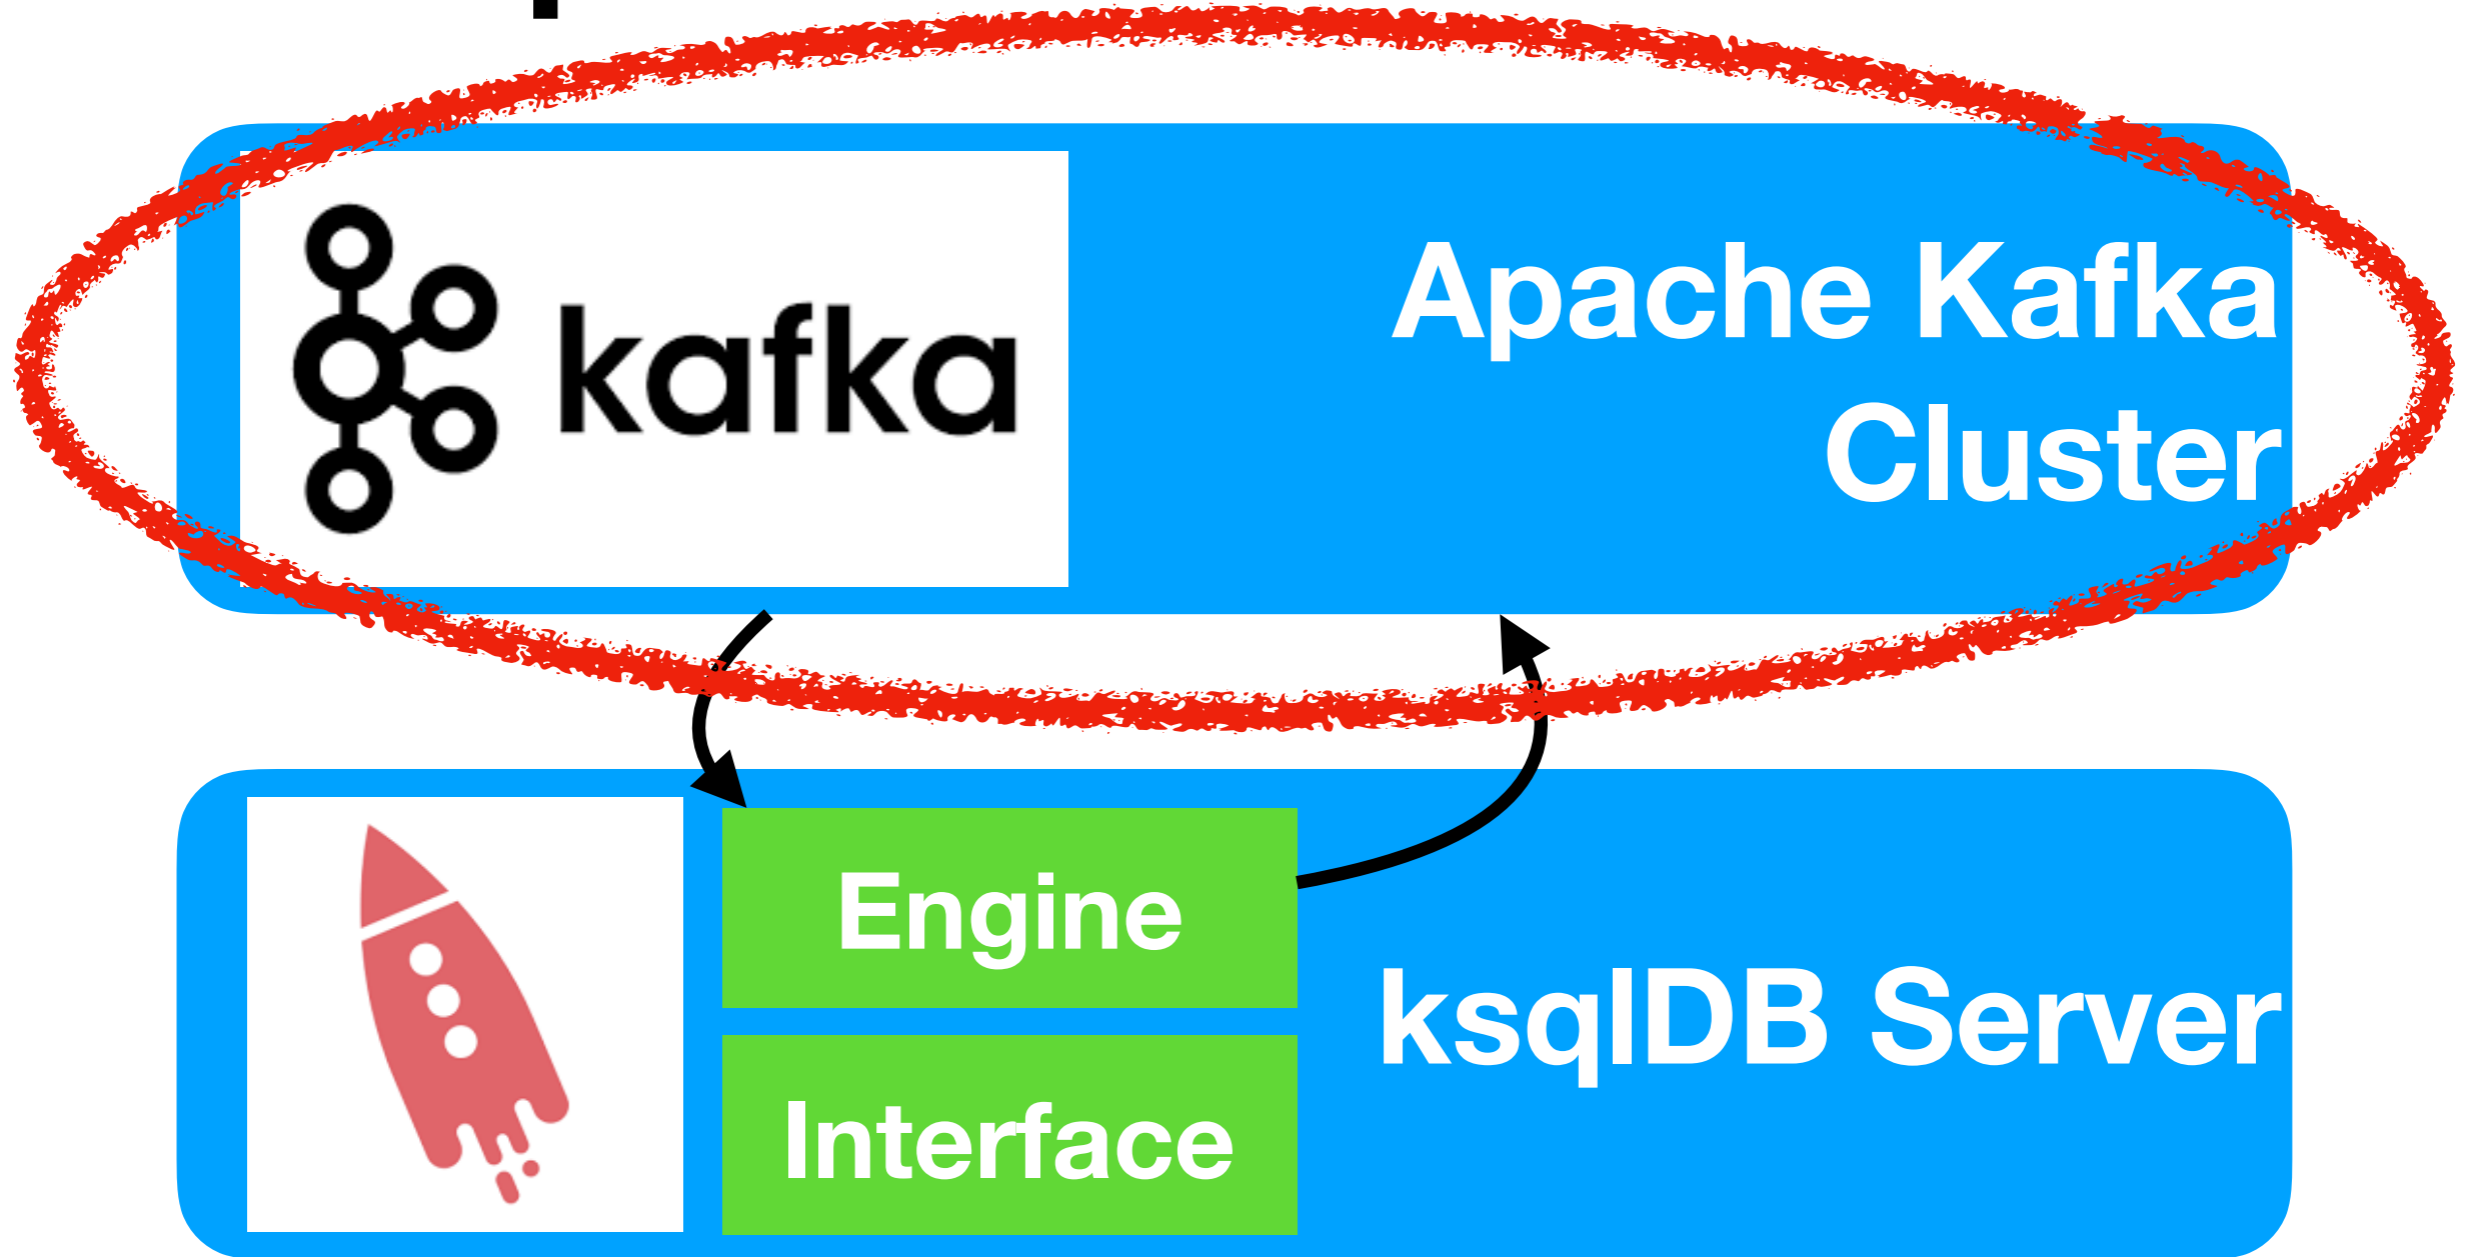 kafka
Apache Kafka
Cluster
Engine
Interface
ksqlDB Server